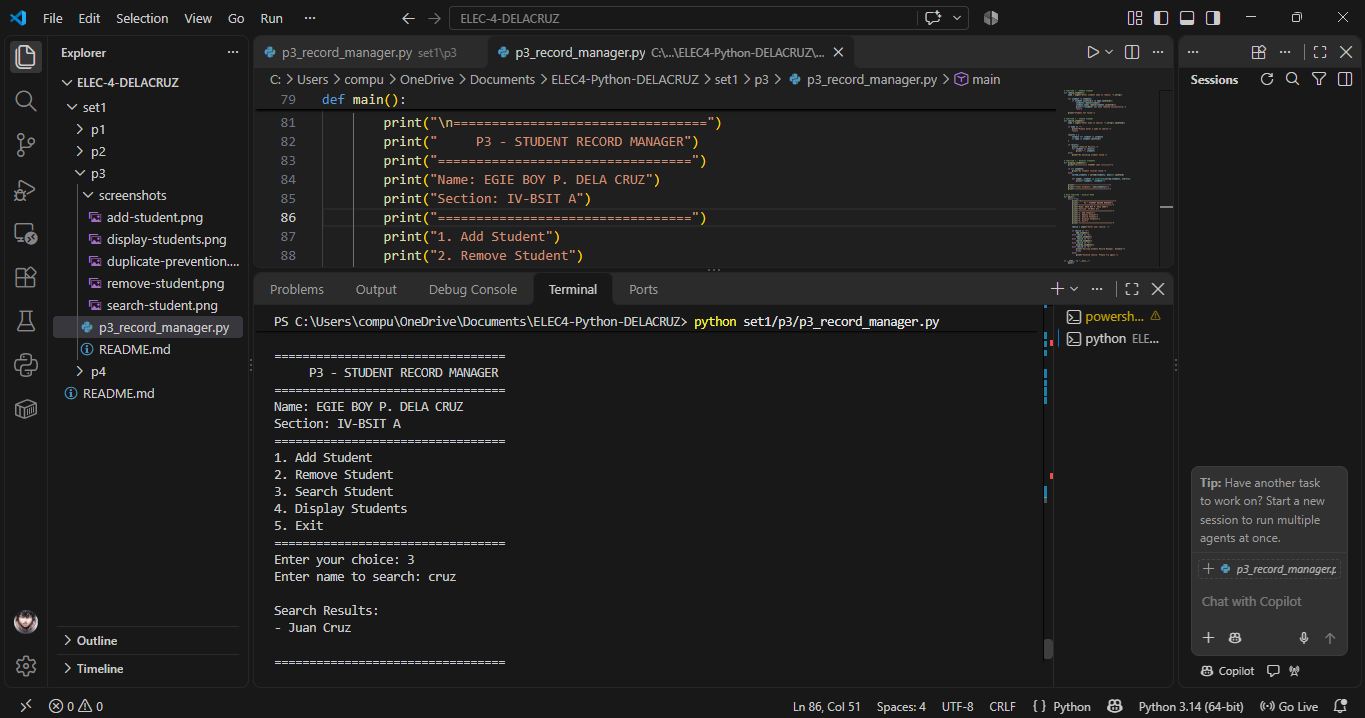 File Edit Selection View Go Run ···
ELEC-4-DELACRUZ
Explorer ···
ELEC-4-DELACRUZ
set1
p1
p2
p3
screenshots
add-student.png
display-students.png
duplicate-prevention....
remove-student.png
search-student.png
p3_record_manager.py
README.md
p4
README.md
Outline
Timeline
p3_record_manager.py set1\p3
p3_record_manager.py C:\...\ELEC4-Python-DELACRUZ\...
C: > Users > compu > OneDrive > Documents > ELEC4-Python-DELACRUZ > set1 > p3 > p3_record_manager.py > main
79 def main():
81 print("\n=================================")
82 print("     P3 - STUDENT RECORD MANAGER")
83 print("=================================")
84 print("Name: EGIE BOY P. DELA CRUZ")
85 print("Section: IV-BSIT A")
86 print("=================================")
87 print("1. Add Student")
88 print("2. Remove Student")
Problems Output Debug Console Terminal Ports
PS C:\Users\compu\OneDrive\Documents\ELEC4-Python-DELACRUZ> python set1/p3/p3_record_manager.py
=================================
     P3 - STUDENT RECORD MANAGER
=================================
Name: EGIE BOY P. DELA CRUZ
Section: IV-BSIT A
=================================
1. Add Student
2. Remove Student
3. Search Student
4. Display Students
5. Exit
=================================
Enter your choice: 3
Enter name to search: cruz
Search Results:
- Juan Cruz
=================================
powersh...
python ELE...
Sessions
Tip: Have another task
to work on? Start a new
session to run multiple
agents at once.
p3_record_manager.p
Chat with Copilot
Copilot
0 0
Ln 86, Col 51 Spaces: 4 UTF-8 CRLF { } Python Python 3.14 (64-bit) Go Live